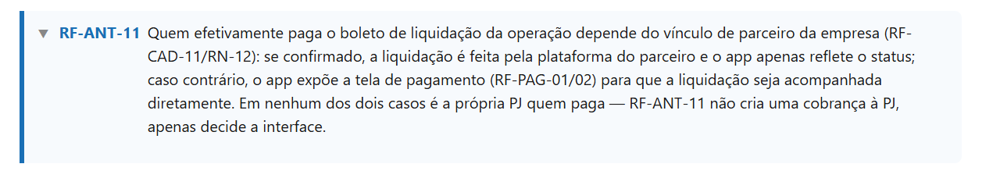 ▼ RF-ANT-11 Quem efetivamente paga o boleto de liquidação da operação depende do vínculo de parceiro da empresa (RF-
CAD-11/RN-12): se confirmado, a liquidação é feita pela plataforma do parceiro e o app apenas reflete o status;
caso contrário, o app expõe a tela de pagamento (RF-PAG-01/02) para que a liquidação seja acompanhada
diretamente. Em nenhum dos dois casos é a própria PJ quem paga — RF-ANT-11 não cria uma cobrança à PJ,
apenas decide a interface.